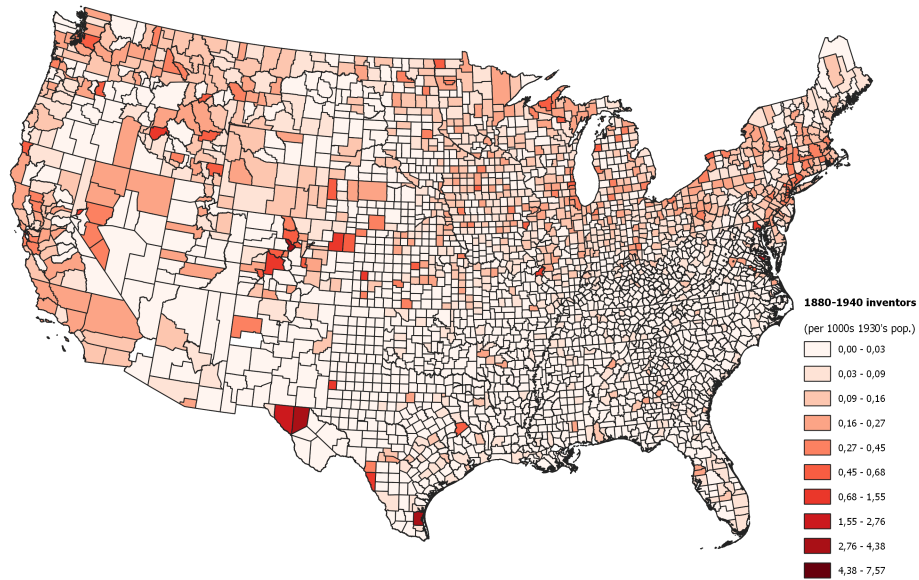 1880-1940 inventors
(per 1000s 1930's pop.)
0,00 - 0,03
0,03 - 0,09
0,09 - 0,16
0,16 - 0,27
0,27 - 0,45
0,45 - 0,68
0,68 - 1,55
1,55 - 2,76
2,76 - 4,38
4,38 - 7,57